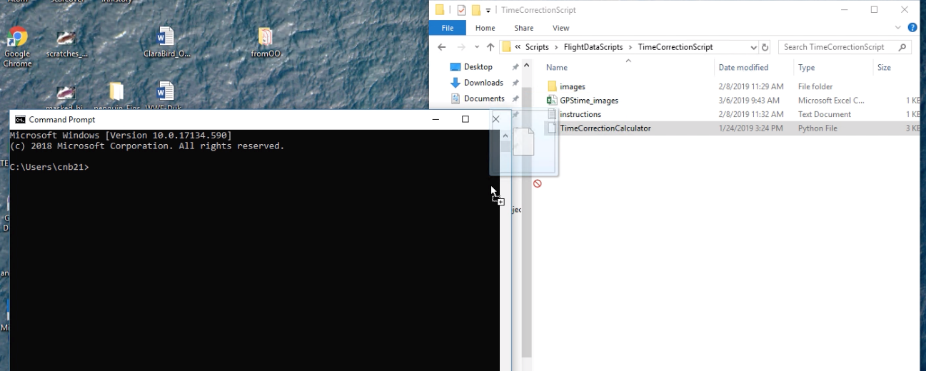 TimeCorrectionScript
File
Home
Share
View
« Scripts > FlightDataScripts > TimeCorrectionScript
Search TimeCorrectionScript
Google
Chrome
scratches_...
ClaraBird_O...
fromOO
Desktop
Downloads
Documents
Name
Date modified
Type
Size
images
2/8/2019 11:29 AM
File folder
GPStime_images
3/6/2019 9:43 AM
Microsoft Excel C...
1 KB
instructions
2/8/2019 11:32 AM
Text Document
1 KB
TimeCorrectionCalculator
1/24/2019 3:24 PM
Python File
3 KB
Command Prompt
Microsoft Windows [Version 10.0.17134.590]
(c) 2018 Microsoft Corporation. All rights reserved.
C:\Users\cnb21>